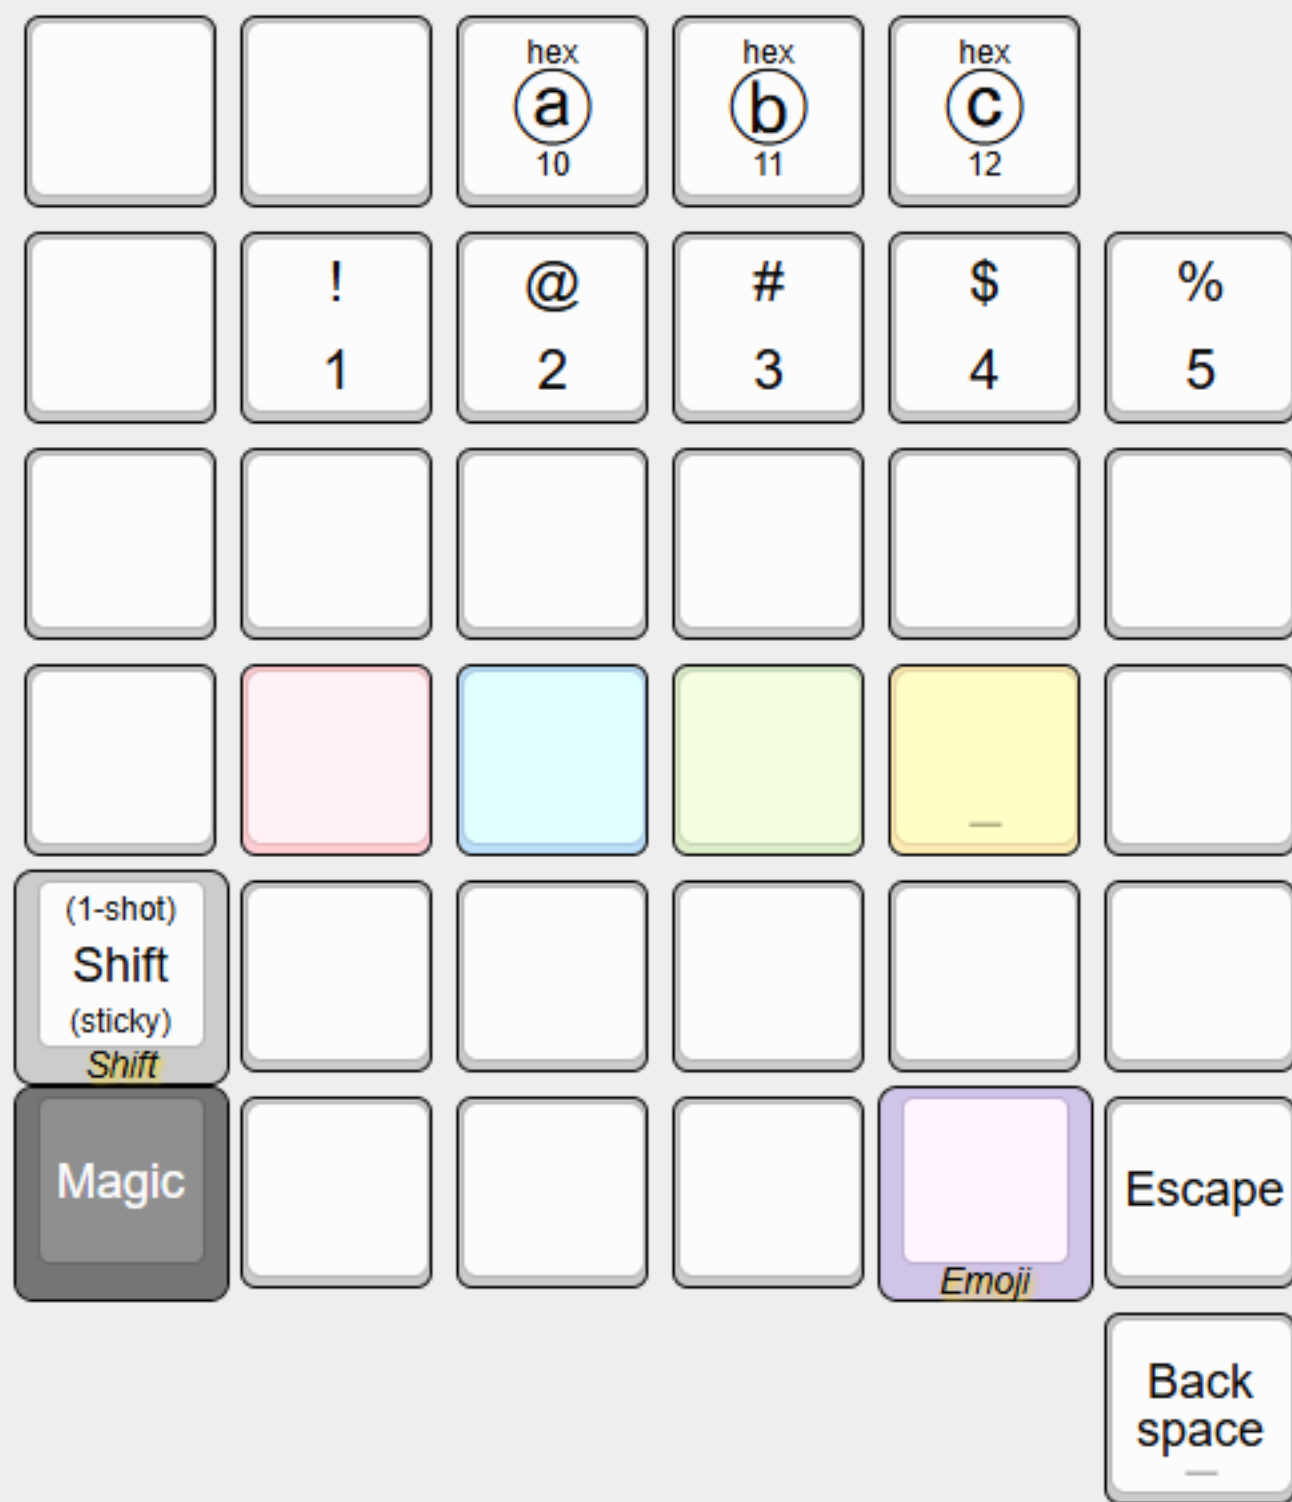 hex hex hex
a b c
10 11 12
! @ # $ %
1 2 3 4 5
(1-shot)
Shift
(sticky)
Shift
Magic
Escape
Emoji
Back
space